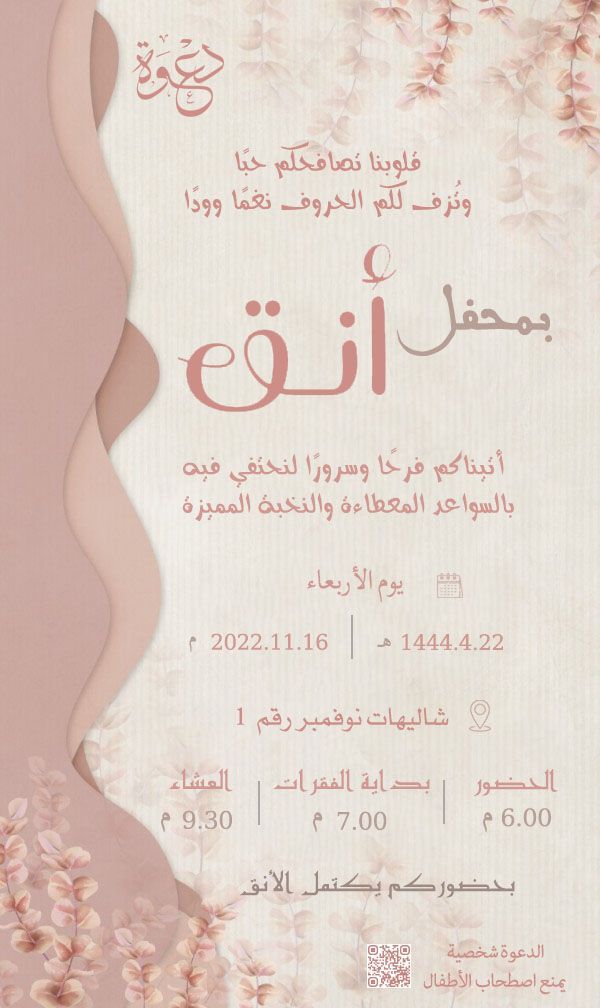 دعوة
قلوبنا تصافحكم حبًا
ونُزف لكم الحروف نغمًا وودًا
بمحفل أنق
أتيناكم فرحًا وسرورًا لنحتفي فيه
بالسواعد المعطاءة والنخبة المميزة
يوم الأربعاء
1444.4.22 هـ | 2022.11.16 م
شاليهات نوفمبر رقم 1
الحضور | بداية الفقرات | العشاء
6.00 م | 7.00 م | 9.30 م
بحضوركم يكتمل الأنق
الدعوة شخصية
يمنع اصطحاب الأطفال